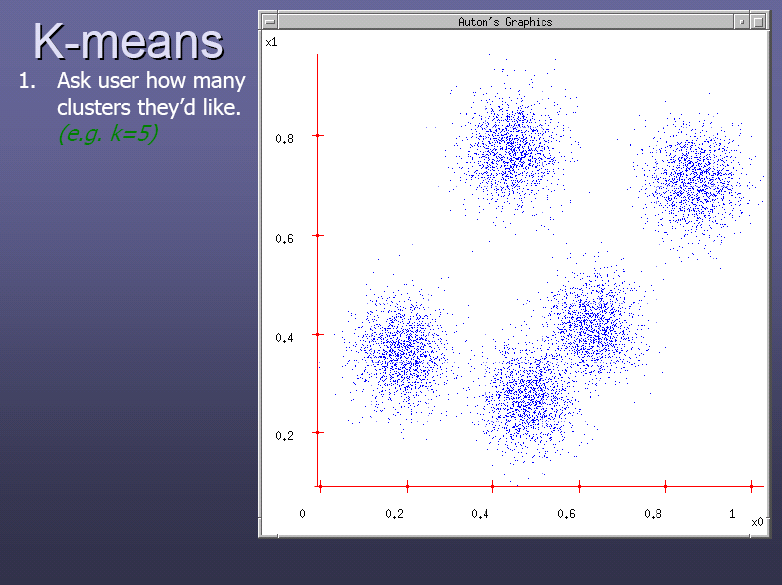 K-means
1. Ask user how many
clusters they'd like.
(e.g. k=5)
Auton's Graphics
x1
0.8
0.6
0.4
0.2
0 0.2 0.4 0.6 0.8 1
x0